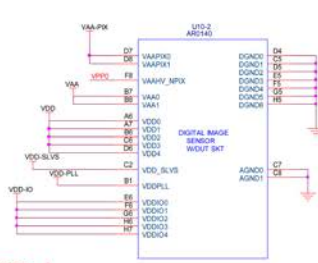 U10-2
AR0140
VAA-PIX
D7 VAAPIX0
D8 VAAPIX1
VPP0 F8 VAAHV_NPIX
VAA
B7 VAA0
B8 VAA1
VDD
A6 VDD0
A7 VDD1
B6 VDD2
C6 VDD3
D6 VDD4
VDD-SLVS
C2 VDD_SLVS
VDD-PLL
B1 VDDPLL
VDD-IO
E6 VDDIO0
F6 VDDIO1
G6 VDDIO2
H6 VDDIO3
H7 VDDIO4
DIGITAL IMAGE
SENSOR
W/DUT SKT
DGND0 D4
DGND1 C5
DGND2 D5
DGND3 E5
DGND4 F5
DGND5 G5
DGND6 H5
AGND0 C7
AGND1 C8